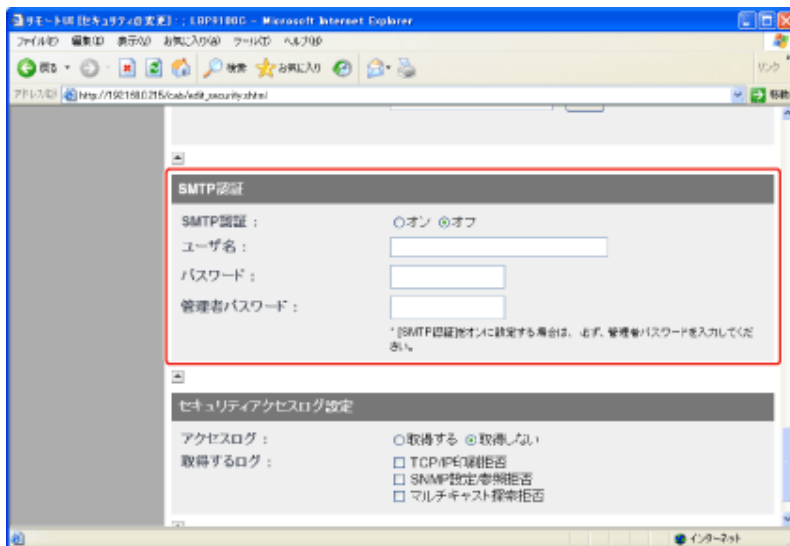 リモートUI [セキュリティの変更] : ; LBP9100C - Microsoft Internet Explorer
ファイル(F) 編集(E) 表示(V) お気に入り(A) ツール(T) ヘルプ(H)
戻る 検索 お気に入り リンク
アドレス(D) http://192.168.0.215/cab/edit_security.shtml 移動
SMTP認証
SMTP認証 : オン オフ
ユーザ名 :
パスワード :
管理者パスワード :
* [SMTP認証]をオンに設定する場合は、必ず、管理者パスワードを入力してくだ
さい。
セキュリティアクセスログ設定
アクセスログ : 取得する 取得しない
取得するログ : TCP/IP印刷拒否
SNMP設定/参照拒否
マルチキャスト探索拒否
インターネット